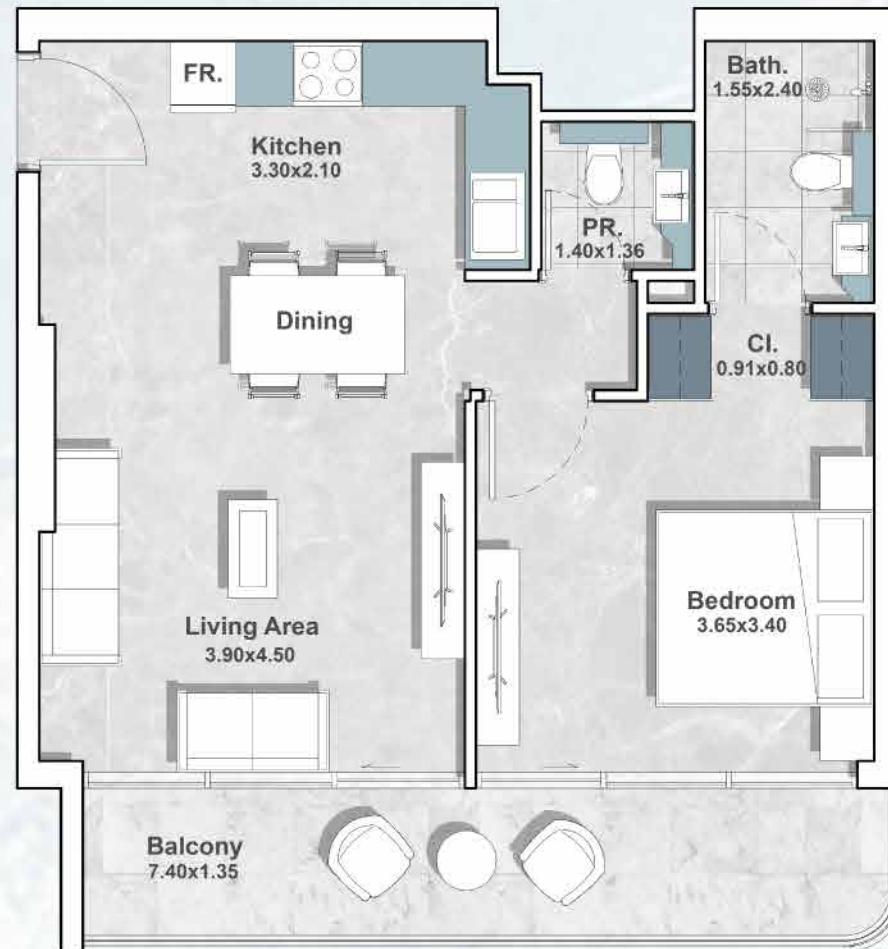 FR.
Bath.
1.55x2.40
Kitchen
3.30x2.10
PR.
1.40x1.36
Dining
Cl.
0.91x0.80
Bedroom
3.65x3.40
Living Area
3.90x4.50
Balcony
7.40x1.35